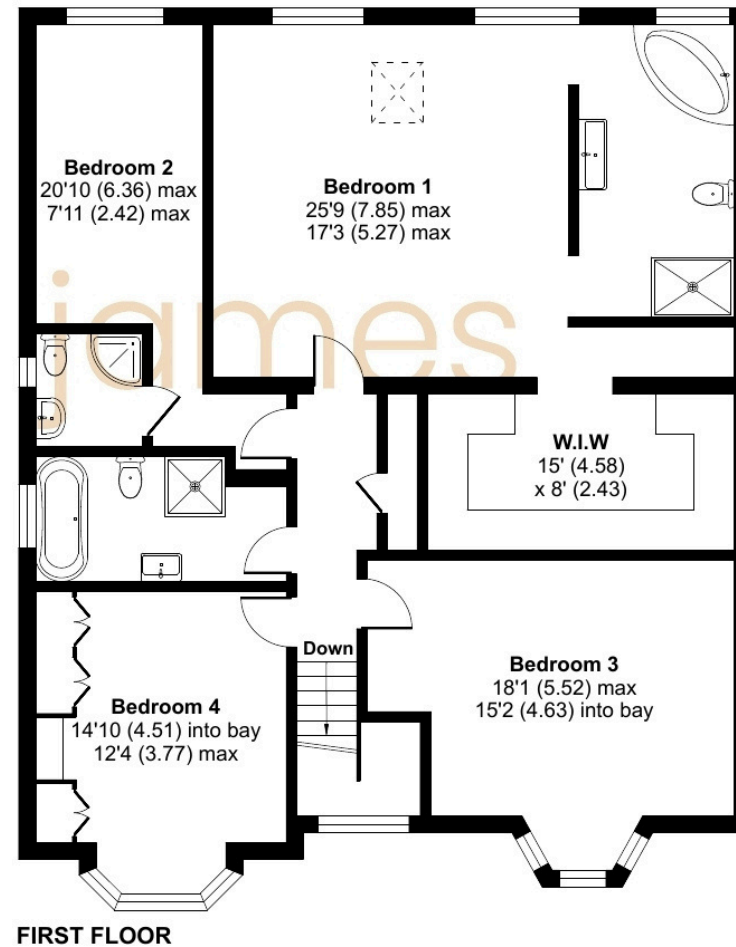 Bedroom 2
20'10 (6.36) max
7'11 (2.42) max
Bedroom 1
25'9 (7.85) max
17'3 (5.27) max
james
W.I.W
15' (4.58)
x 8' (2.43)
Down
Bedroom 3
18'1 (5.52) max
15'2 (4.63) into bay
Bedroom 4
14'10 (4.51) into bay
12'4 (3.77) max
FIRST FLOOR